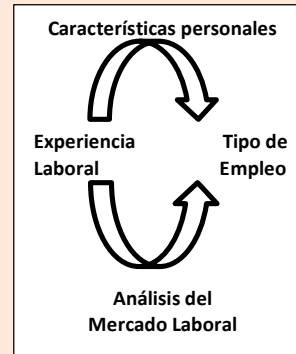 Características personales
Experiencia Laboral
Tipo de Empleo
Análisis del
Mercado Laboral